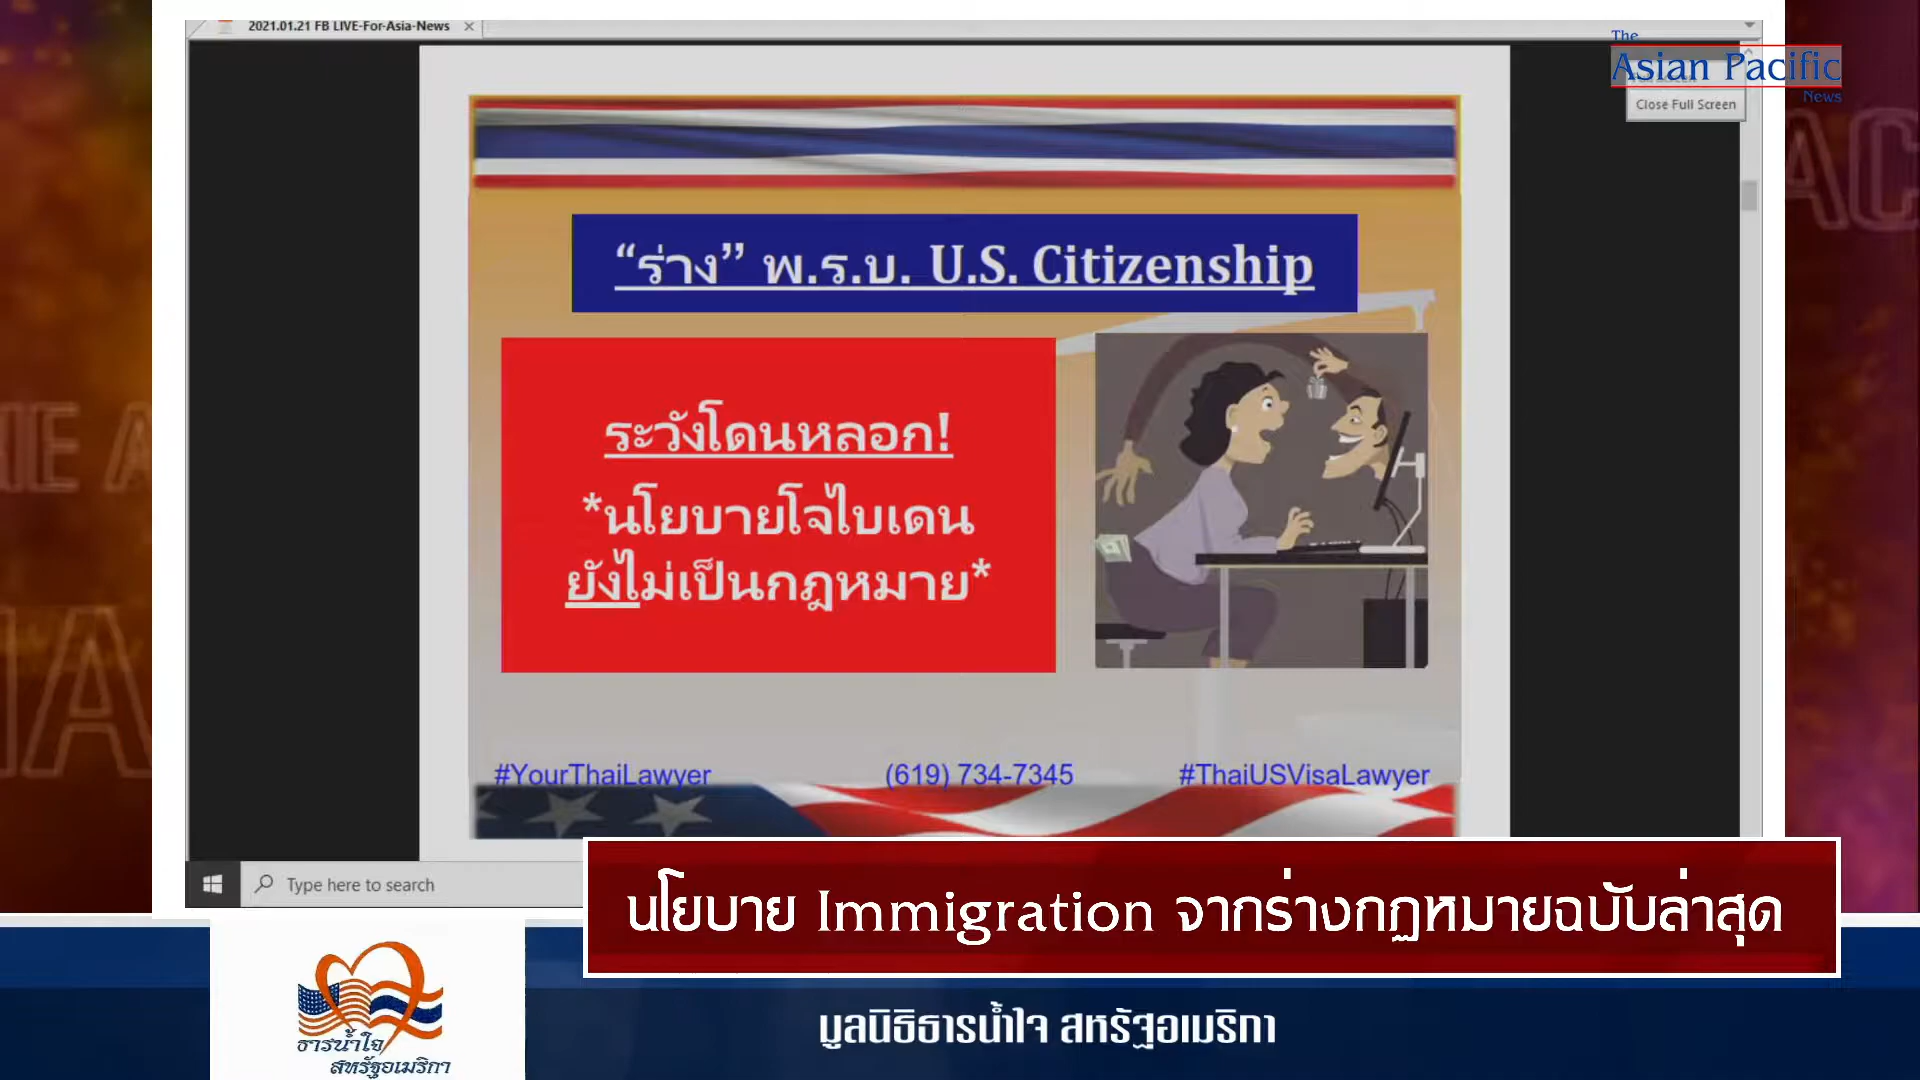 2021.01.21 FB LIVE-For-Asia-News
The
Asian Pacific
News
Close Full Screen
“ร่าง” พ.ร.บ. U.S. Citizenship
ระวังโดนหลอก!
*นโยบายโจไบเดน
ยังไม่เป็นกฎหมาย*
#YourThaiLawyer (619) 734-7345 #ThaiUSVisaLawyer
Type here to search
นโยบาย Immigration จากร่างกฏหมายฉบับล่าสุด
ธารน้ำใจ
สหรัฐอเมริกา
มูลนิธิธารน้ำใจ สหรัฐอเมริกา